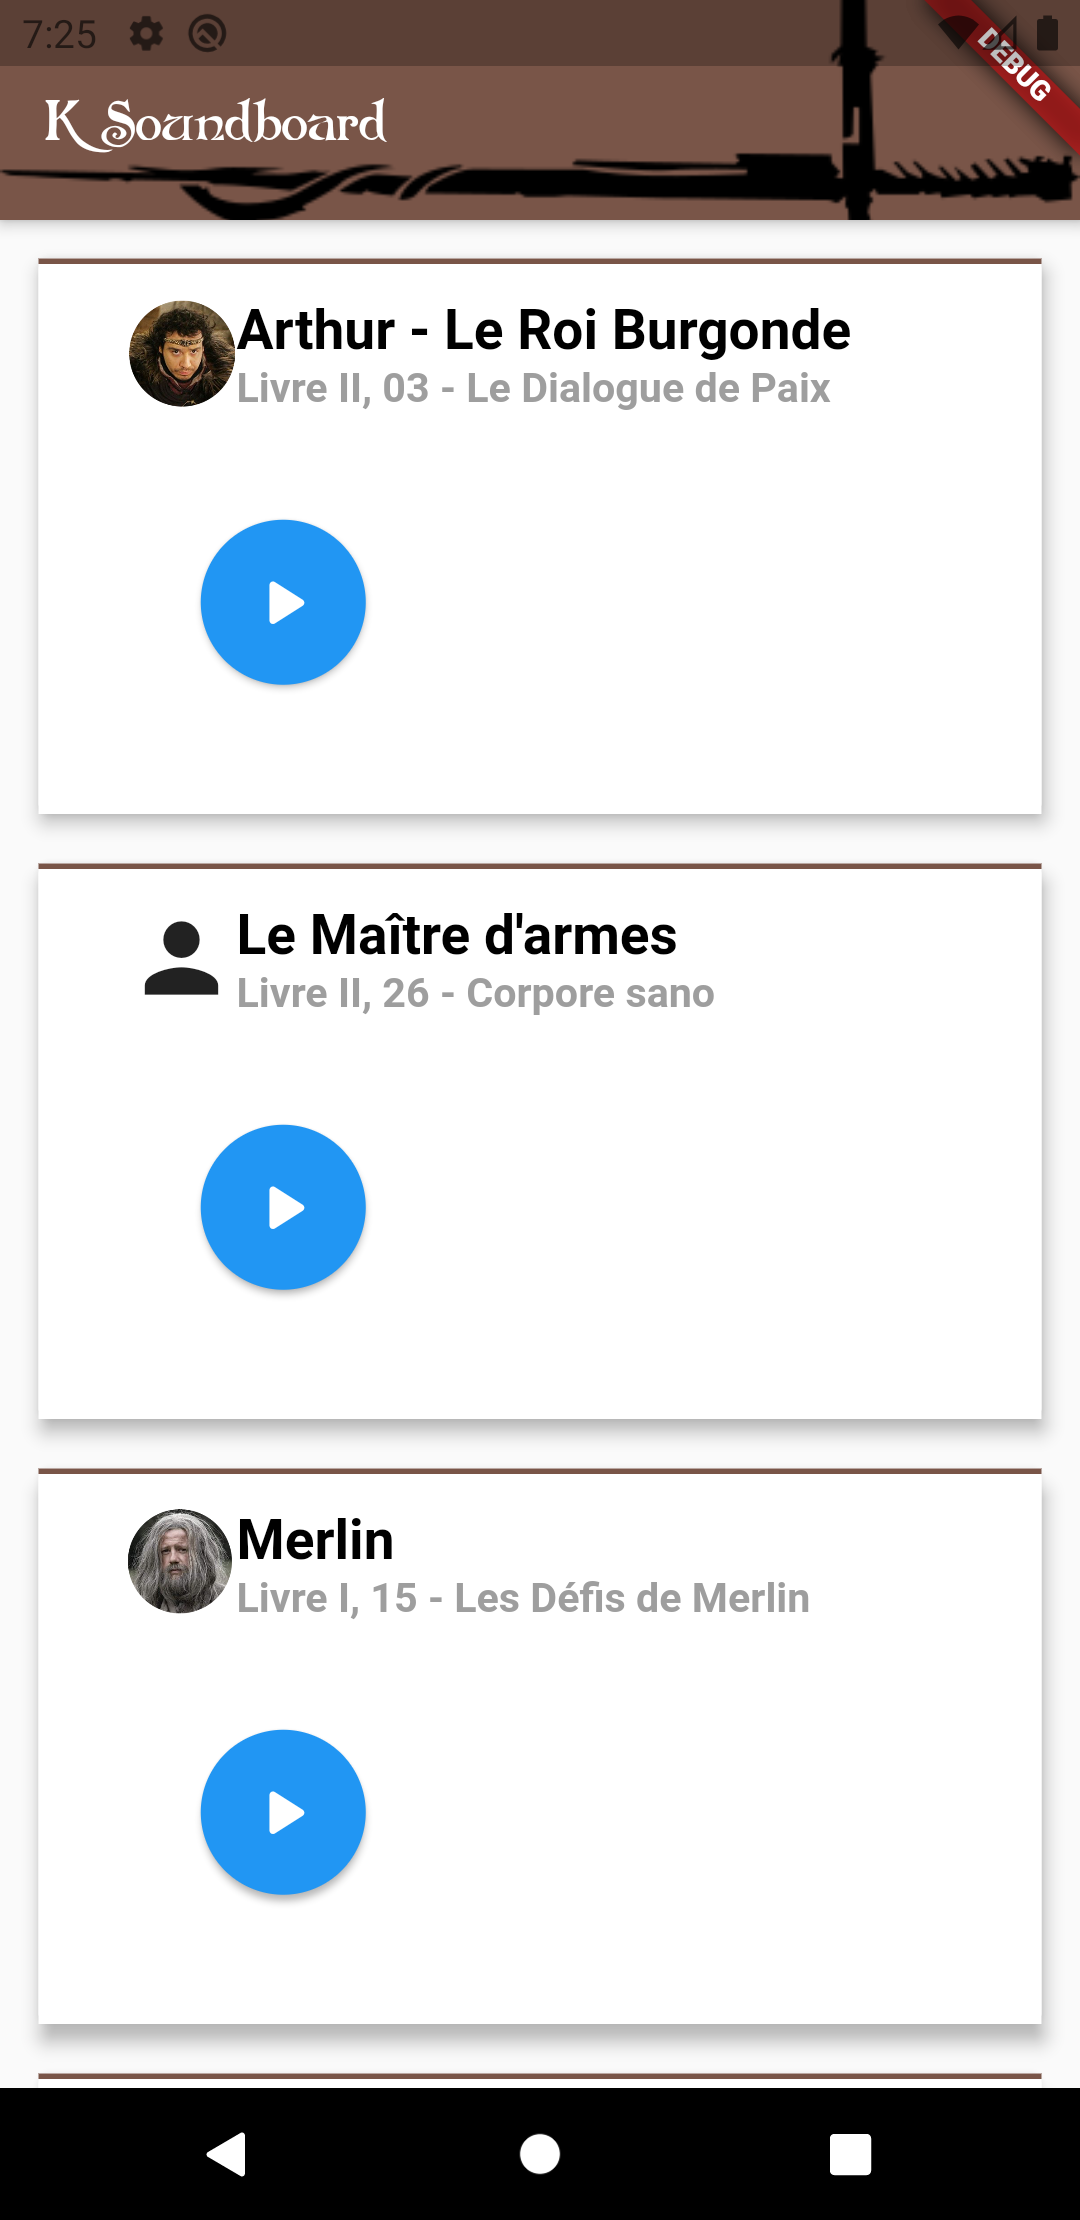 7:25
DEBUG
K Soundboard
Arthur - Le Roi Burgonde
Livre II, 03 - Le Dialogue de Paix
Le Maître d'armes
Livre II, 26 - Corpore sano
Merlin
Livre I, 15 - Les Défis de Merlin